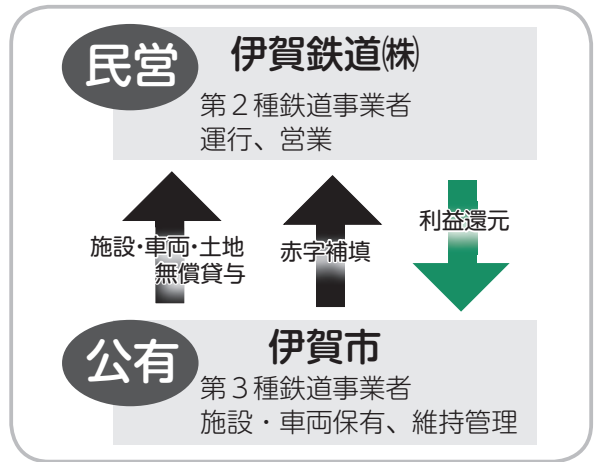 民営
伊賀鉄道㈱
第２種鉄道事業者
運行、営業
施設・車両・土地
無償貸与
赤字補填
利益還元
公有
伊賀市
第３種鉄道事業者
施設・車両保有、維持管理